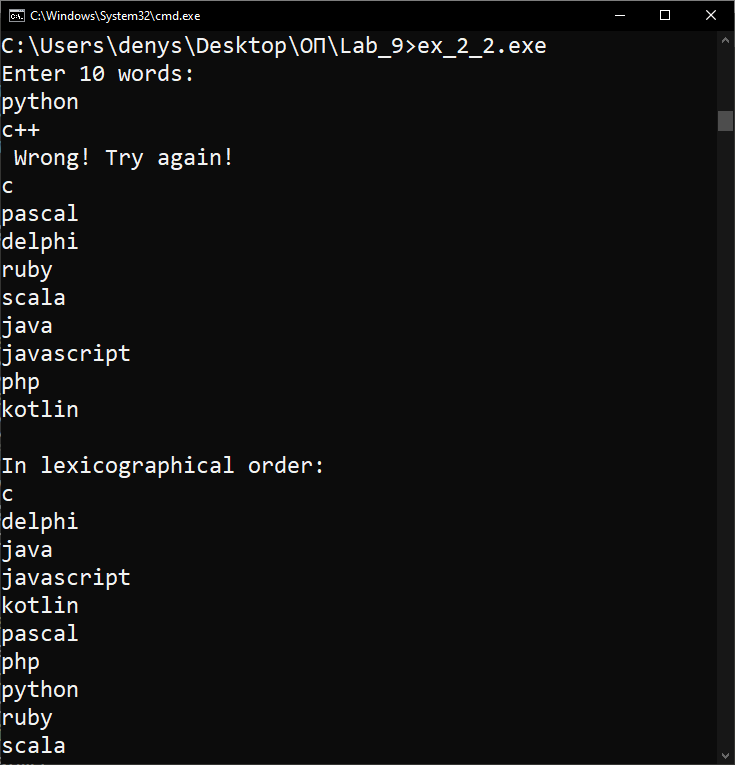 C:\Windows\System32\cmd.exe
C:\Users\denys\Desktop\ОП\Lab_9>ex_2_2.exe
Enter 10 words:
python
c++
 Wrong! Try again!
c
pascal
delphi
ruby
scala
java
javascript
php
kotlin

In lexicographical order:
c
delphi
java
javascript
kotlin
pascal
php
python
ruby
scala